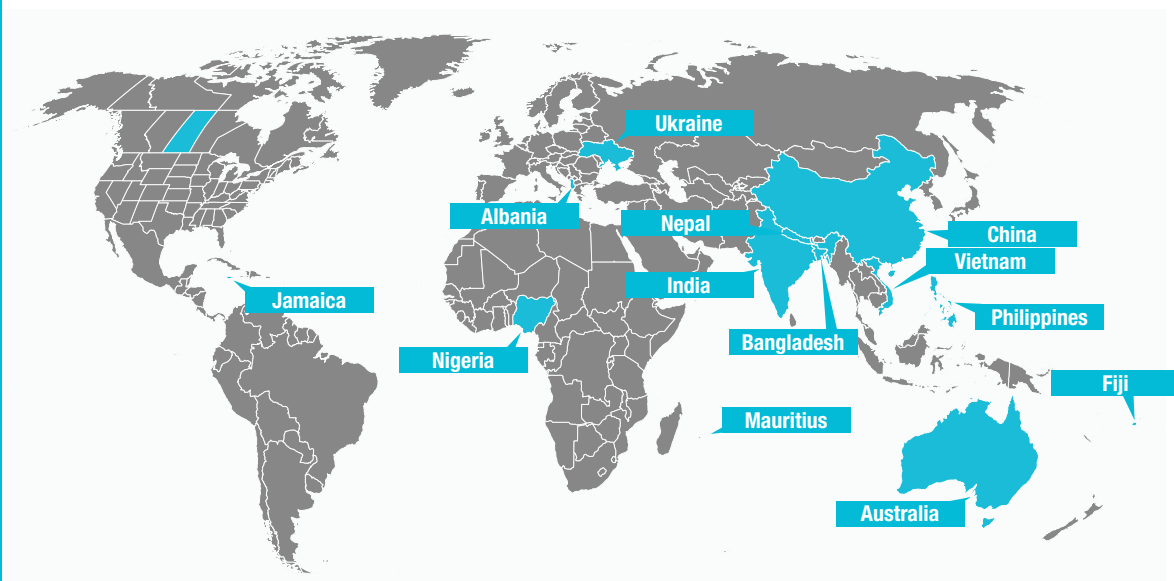 Ukraine
Albania
Nepal
China
Vietnam
India
Jamaica
Philippines
Bangladesh
Nigeria
Fiji
Mauritius
Australia